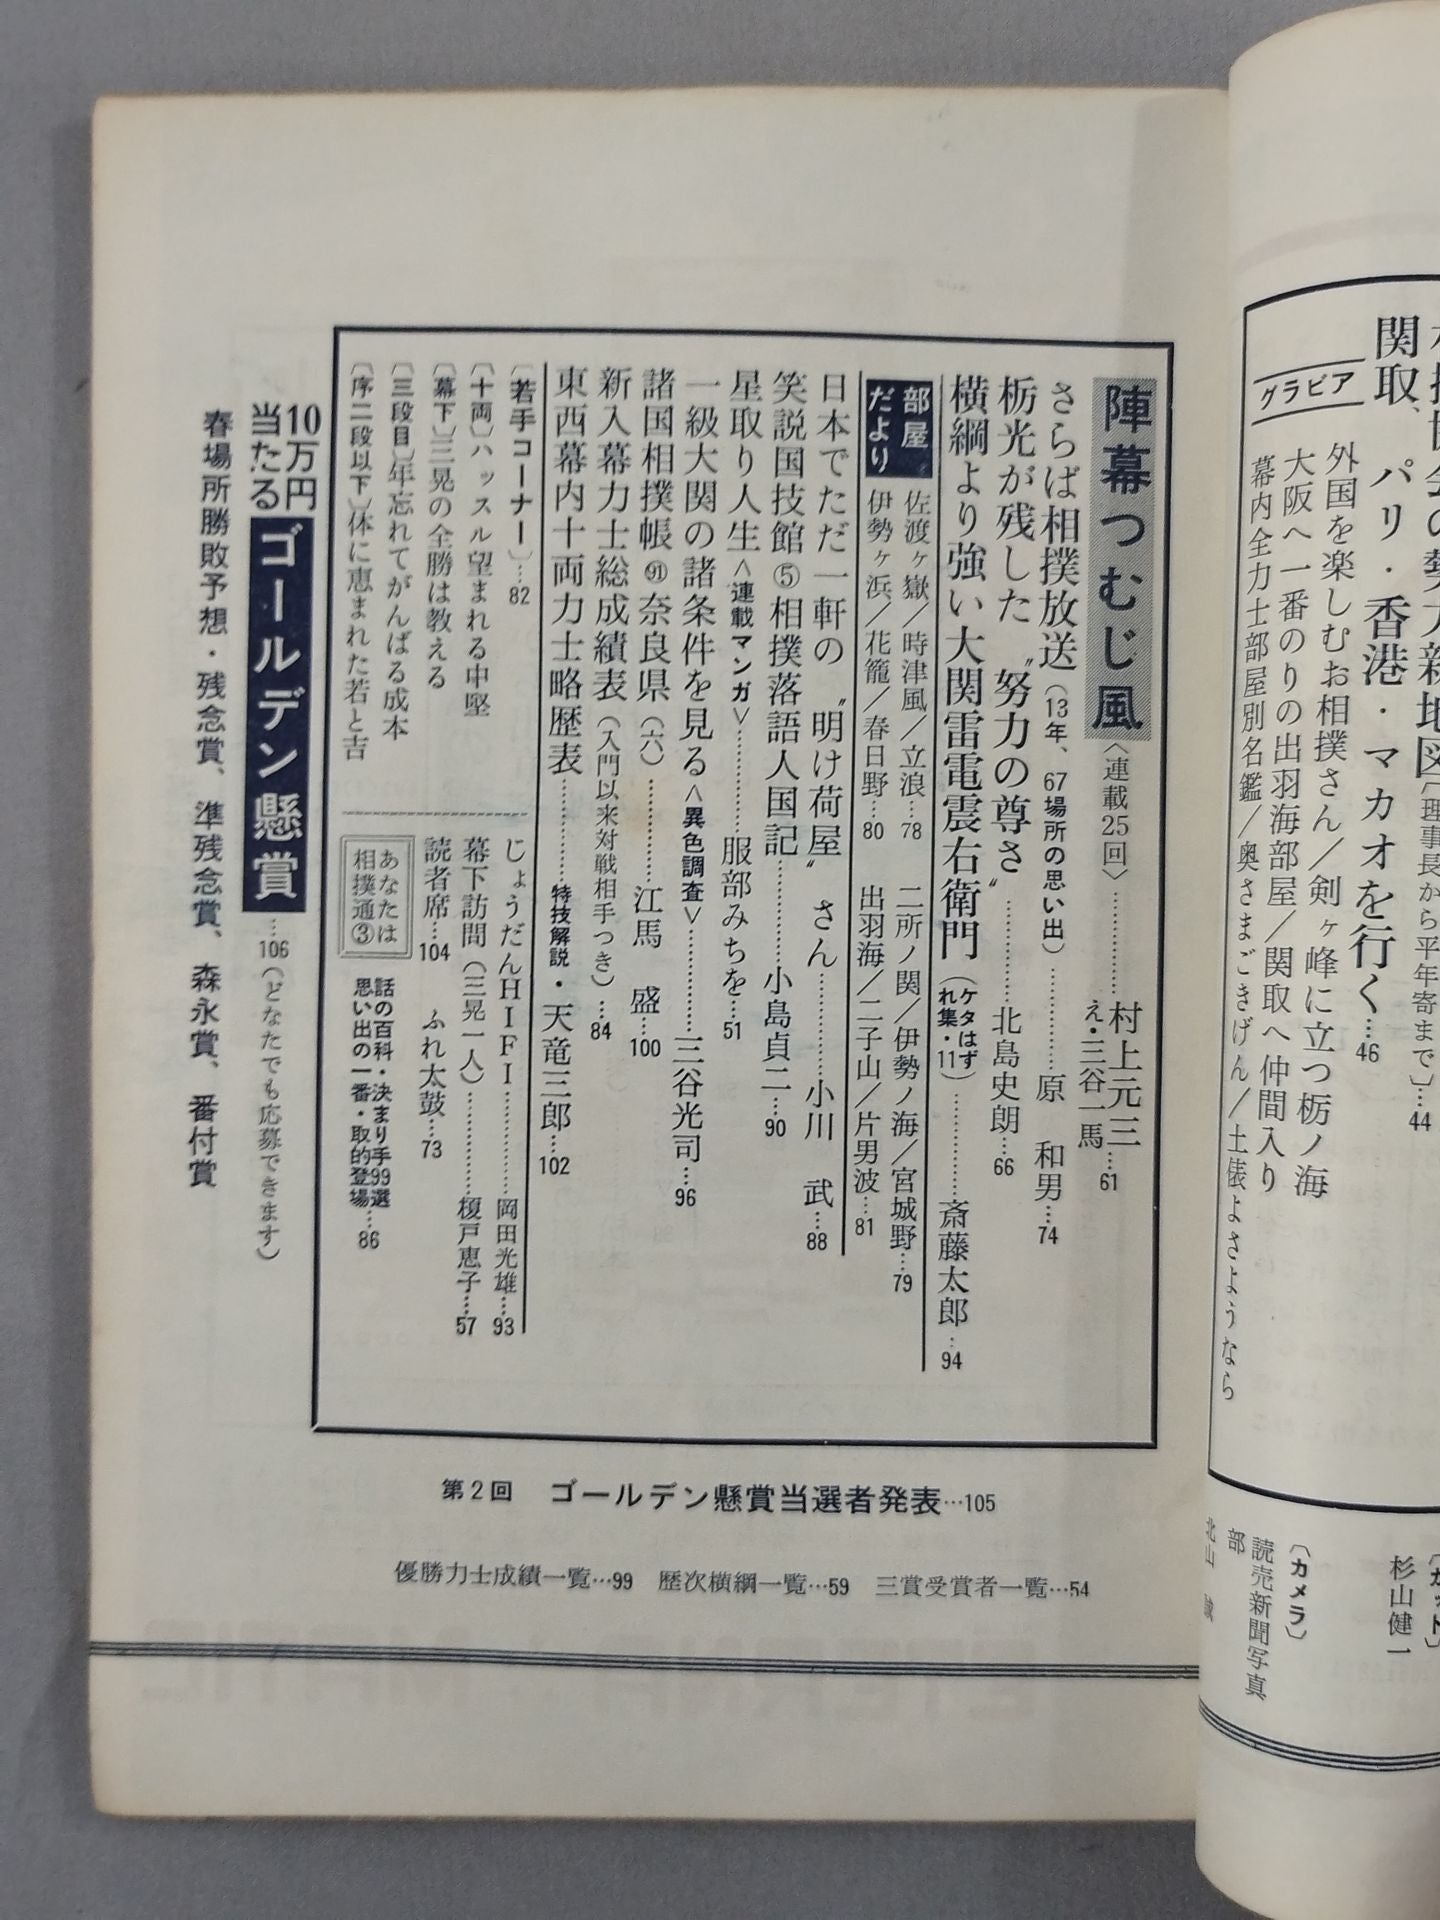 関取、パリ・香港・マカオを行く…46
グラビア
外国を楽しむお相撲さん／剣ヶ峰に立つ栃ノ海
大阪へ一番のりの出羽海部屋／関取へ仲間入り
幕内全力士部屋別名鑑／奥さまごきげん／土俵よさようなら
〔理事長から平年寄まで〕…44
杉山健一
〔カメラ〕
読売新聞写真部
陣幕つむじ風〈連載25回〉…………村上元三
え・三谷一馬…61
さらば相撲放送（13年、67場所の思い出）…………原　和男…74
栃光が残した〝努力の尊さ〟…………北島史朗…66
横綱より強い大関雷電震右衛門（ケタはずれ集・11）…………斎藤太郎…94
部屋だより
佐渡ヶ嶽／時津風／立浪…78　二所ノ関／伊勢ノ海／宮城野…79
伊勢ヶ浜／花籠／春日野…80　出羽海／二子山／片男波…81
日本でただ一軒の〝明け荷屋〟さん…………小川　武…88
笑説国技館⑤相撲落語人国記…………小島貞二…90
星取り人生〈連載マンガ〉…………服部みちを…51
一級大関の諸条件を見る〈異色調査〉…………三谷光司…96
諸国相撲帳㉑奈良県（六）…………江馬　盛…100
新入幕力士総成績表（入門以来対戦相手つき）…84
東西幕内十両力士略歴表…………特技解説・天竜三郎…102
〔若手コーナー〕…82
〔十両〕ハッスル望まれる中堅
〔幕下〕三晃の全勝は教える
〔三段目〕年忘れてがんばる成本
〔序二段以下〕体に恵まれた若と吉
じょうだんHIFI…………岡田光雄…93
幕下訪問（三晃一人）…………榎戸恵子…57
読者席…104　ふれ太鼓…73
あなたは相撲通③
話の百科・決まり手99選
思い出の一番・取的登場…86
10万円当たるゴールデン懸賞…106（どなたでも応募できます）
春場所勝敗予想・残念賞、準残念賞、森永賞、番付賞
第2回　ゴールデン懸賞当選者発表…105
優勝力士成績一覧…99　歴次横綱一覧…59　三賞受賞者一覧…54